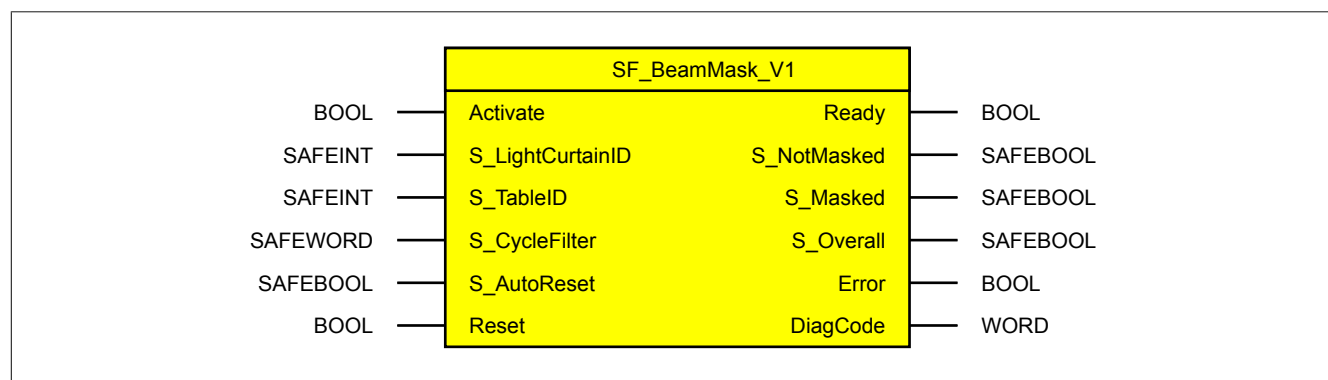 SF_BeamMask_V1
BOOL Activate Ready BOOL
SAFEINT S_LightCurtainID S_NotMasked SAFEBOOL
SAFEINT S_TableID S_Masked SAFEBOOL
SAFEWORD S_CycleFilter S_Overall SAFEBOOL
SAFEBOOL S_AutoReset Error BOOL
BOOL Reset DiagCode WORD